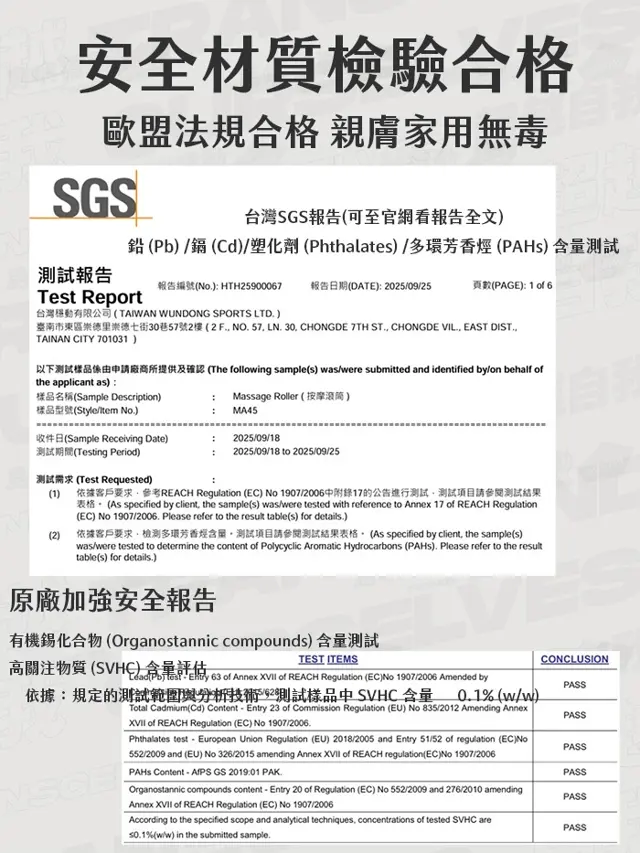 安全材質檢驗合格
歐盟法規合格 親膚家用無毒
SGS
台灣SGS報告(可至官網看報告全文)
鉛 (Pb) /鎘 (Cd)/塑化劑 (Phthalates) /多環芳香烴 (PAHs) 含量測試
測試報告
Test Report
報告編號(No.): HTH25900067 報告日期(DATE): 2025/09/25 頁數(PAGE): 1 of 6
台灣穩動有限公司 ( TAIWAN WUNDONG SPORTS LTD. )
臺南市東區崇德里崇德七街30巷57號2樓 ( 2 F., NO. 57, LN. 30, CHONGDE 7TH ST., CHONGDE VIL., EAST DIST.,
TAINAN CITY 701031 )
以下測試樣品係由申請廠商所提供及確認 (The following sample(s) was/were submitted and identified by/on behalf of
the applicant as) :
樣品名稱(Sample Description) : Massage Roller ( 按摩滾筒 )
樣品型號(Style/Item No.) : MA45
收件日(Sample Receiving Date) : 2025/09/18
測試期間(Testing Period) : 2025/09/18 to 2025/09/25
測試需求 (Test Requested) :
(1) 依據客戶要求，參考REACH Regulation (EC) No 1907/2006中附錄17的公告進行測試，測試項目請參閱測試結果
表格。 (As specified by client, the sample(s) was/were tested with reference to Annex 17 of REACH Regulation
(EC) No 1907/2006. Please refer to the result table(s) for details.)
(2) 依據客戶要求，檢測多環芳香烴含量。測試項目請參閱測試結果表格。 (As specified by client, the sample(s)
was/were tested to determine the content of Polycyclic Aromatic Hydrocarbons (PAHs). Please refer to the result
table(s) for details.)
原廠加強安全報告
有機錫化合物 (Organostannic compounds) 含量測試
高關注物質 (SVHC) 含量評估
依據：規定的測試範圍與分析技術，測試樣品中 SVHC 含量 0.1% (w/w)
TEST ITEMS CONCLUSION
Lead(Pb) test - Entry 63 of Annex XVII of REACH Regulation (EC)No 1907/2006 Amended by
PASS
Total Cadmium(Cd) Content - Entry 23 of Commission Regulation (EU) No 835/2012 Amending Annex
XVII of REACH Regulation (EC) No 1907/2006.
PASS
Phthalates test - European Union Regulation (EU) 2018/2005 and Entry 51/52 of regulation (EC)No
552/2009 and (EU) No 326/2015 amending Annex XVII of REACH regulation(EC)No 1907/2006
PASS
PAHs Content - AfPS GS 2019:01 PAK. PASS
Organostannic compounds content - Entry 20 of Regulation (EC) No 552/2009 and 276/2010 amending
Annex XVII of REACH Regulation (EC) No 1907/2006
PASS
According to the specified scope and analytical techniques, concentrations of tested SVHC are
≤0.1%(w/w) in the submitted sample.
PASS